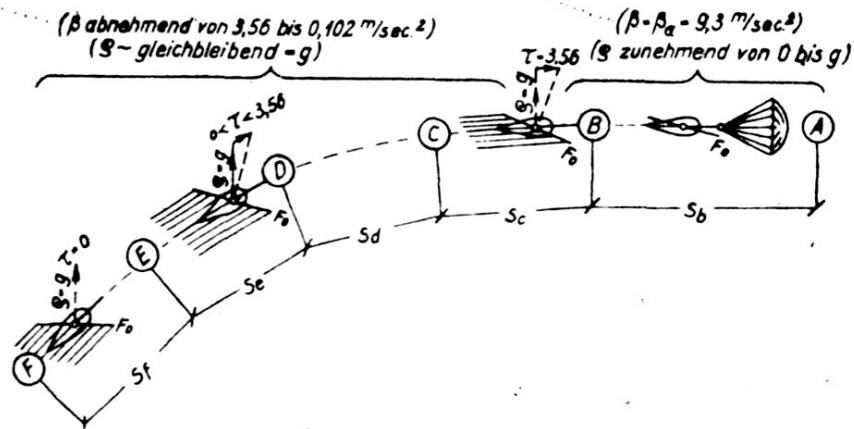 (β abnehmend von 3,56 bis 0,102 m/sec.²)
(ϱ ~ gleichbleibend = g)
(β = βa = 9,3 m/sec.²)
(ϱ zunehmend von 0 bis g)
τ = 3,56
ϱ = g
0 < τ < 3,56
ϱ = g
τ = 0
ϱ = g
A
B
C
D
E
F
F₀
F₀
F₀
F₀
Sb
Sc
Sd
Se
Sf